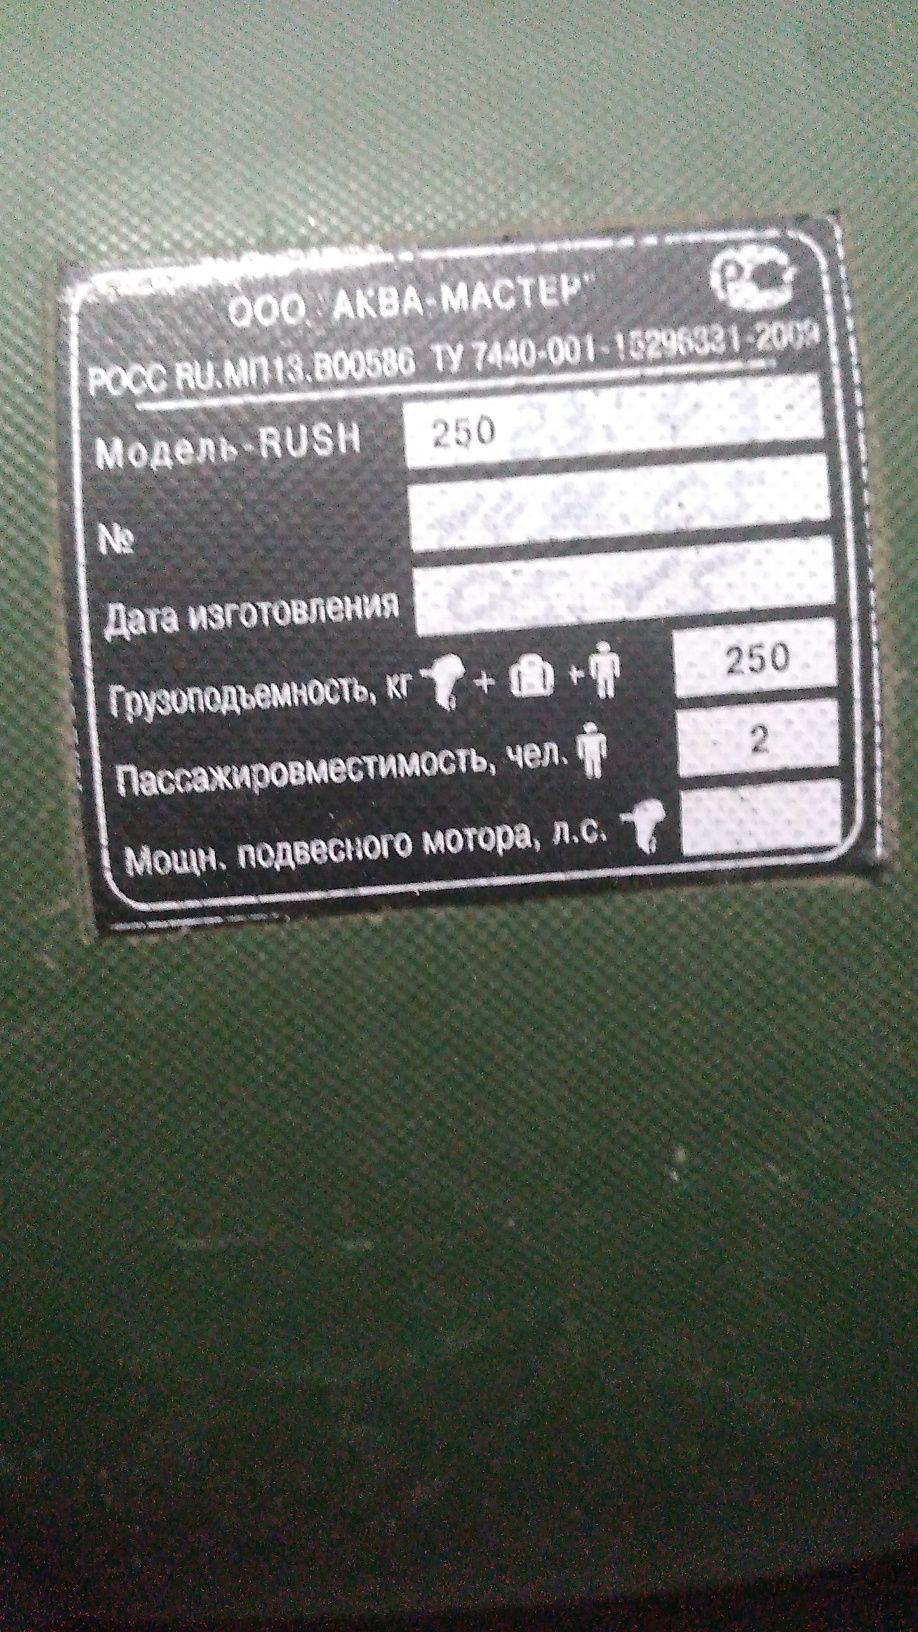 ООО "АКВА-МАСТЕР"
РС
РОСС RU.МП13.В00586 ТУ 7440-001-15296331-2009
Модель-RUSH 250
№
Дата изготовления
Грузоподъемность, кг + + 250
Пассажировместимость, чел. 2
Мощн. подвесного мотора, л.с.